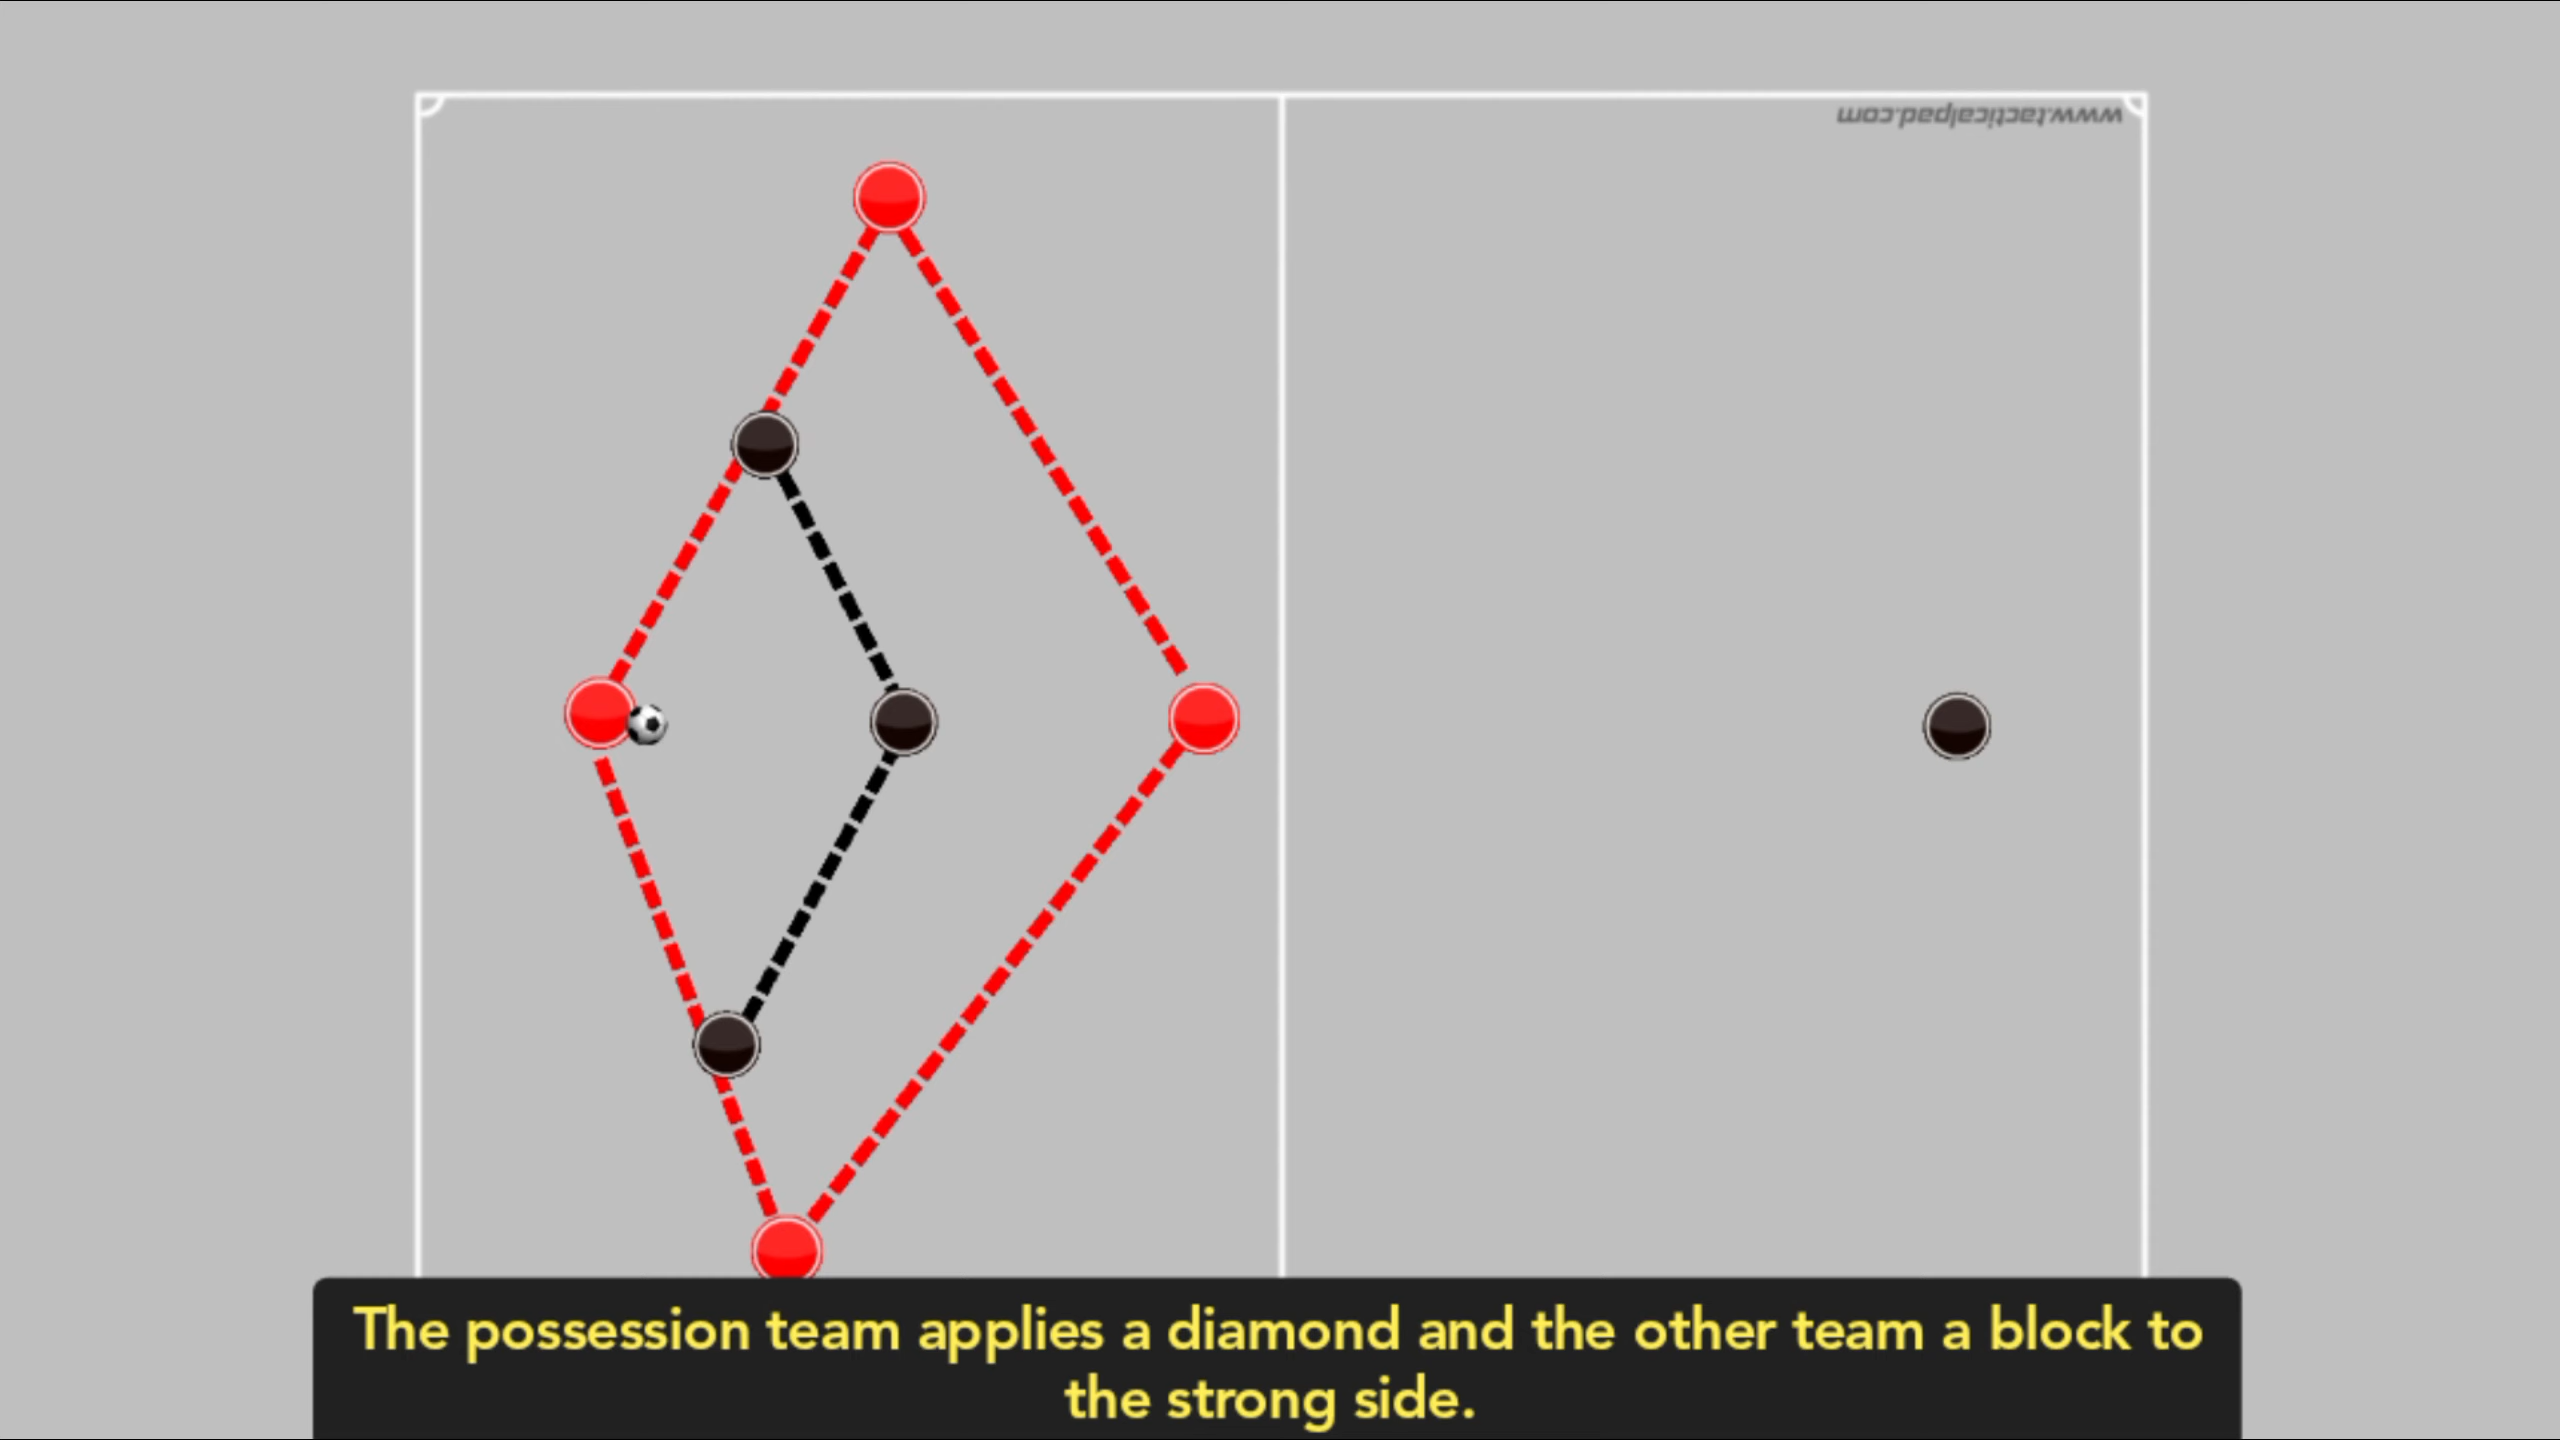 www.tacticalpad.com
The possession team applies a diamond and the other team a block to
the strong side.